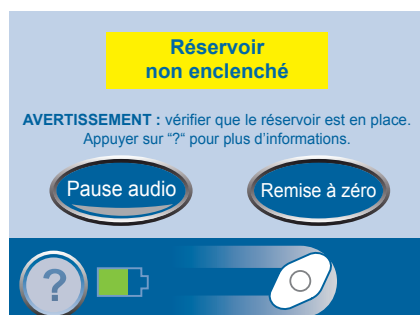 Réservoir
non enclenché
AVERTISSEMENT : vérifier que le réservoir est en place.
Appuyer sur “?“ pour plus d’informations.
Pause audio
Remise à zéro
?